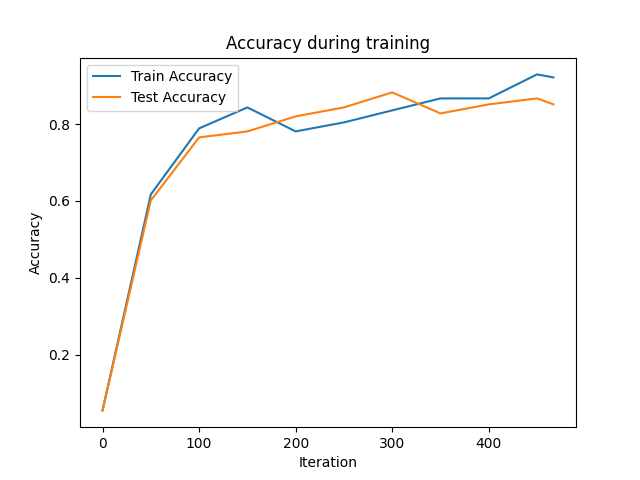 Accuracy during training
Train Accuracy
Test Accuracy
Accuracy
0.8
0.6
0.4
0.2
0 100 200 300 400
Iteration